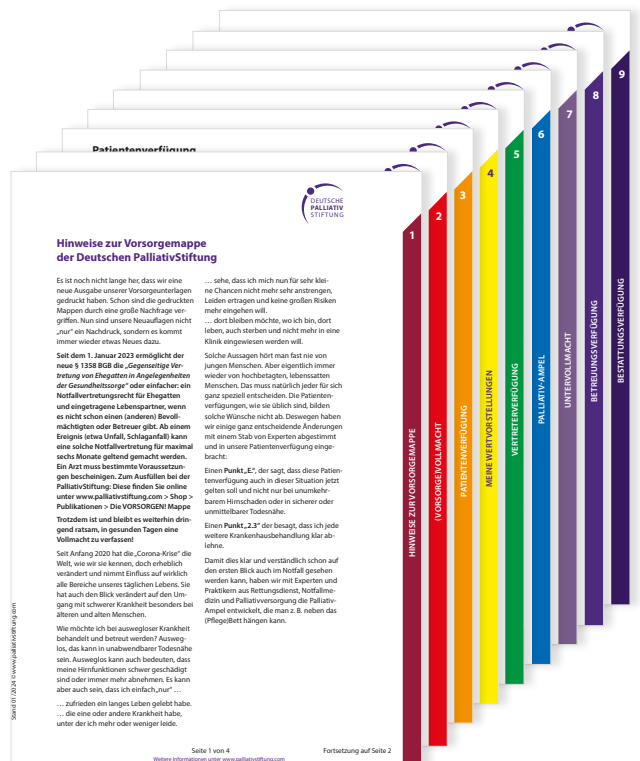 Patientenverfügung
DEUTSCHE
PALLIATIV
STIFTUNG
Hinweise zur Vorsorgemappe
der Deutschen PalliativStiftung
Es ist noch nicht lange her, dass wir eine
neue Ausgabe unserer Vorsorgeunterlagen
gedruckt haben. Schon sind die gedruckten
Mappen durch eine große Nachfrage ver-
griffen. Nun sind unsere Neuauflagen nicht
„nur“ ein Nachdruck, sondern es kommt
immer wieder etwas Neues dazu.
Seit dem 1. Januar 2023 ermöglicht der
neue § 1358 BGB die „Gegenseitige Ver-
tretung von Ehegatten in Angelegenheiten
der Gesundheitssorge“ oder einfacher: ein
Notfallvertretungsrecht für Ehegatten
und eingetragene Lebenspartner, wenn
es nicht schon einen (anderen) Bevoll-
mächtigten oder Betreuer gibt. Ab einem
Ereignis (etwa Unfall, Schlaganfall) kann
eine solche Notfallvertretung für maximal
sechs Monate geltend gemacht werden.
Ein Arzt muss bestimmte Voraussetzun-
gen bescheinigen. Zum Ausfüllen bei der
PalliativStiftung: Diese finden Sie online
unter www.palliativstiftung.com > Shop >
Publikationen > Die VORSORGEN! Mappe
Trotzdem ist und bleibt es weiterhin drin-
gend ratsam, in gesunden Tagen eine
Vollmacht zu verfassen!
Seit Anfang 2020 hat die „Corona-Krise“ die
Welt, wie wir sie kennen, doch erheblich
verändert und nimmt Einfluss auf wirklich
alle Bereiche unseres täglichen Lebens. Sie
hat auch den Blick verändert auf den Um-
gang mit schwerer Krankheit besonders bei
älteren und alten Menschen.
Wie möchte ich bei auswegloser Krankheit
behandelt und betreut werden? Ausweg-
los, das kann in unabwendbarer Todesnähe
sein. Ausweglos kann auch bedeuten, dass
meine Hirnfunktionen schwer geschädigt
sind oder immer mehr abnehmen. Es kann
aber auch sein, dass ich einfach „nur“ …
… zufrieden ein langes Leben gelebt habe.
… die eine oder andere Krankheit habe,
unter der ich mehr oder weniger leide.
… sehe, dass ich mich nun für sehr klei-
ne Chancen nicht mehr sehr anstrengen,
Leiden ertragen und keine großen Risiken
mehr eingehen will.
… dort bleiben möchte, wo ich bin, dort
leben, auch sterben und nicht mehr in eine
Klinik eingewiesen werden will.
Solche Aussagen hört man fast nie von
jungen Menschen. Aber eigentlich immer
wieder von hochbetagten, lebenssatten
Menschen. Das muss natürlich jeder für sich
ganz speziell entscheiden. Die Patienten-
verfügungen, wie sie üblich sind, bilden
solche Wünsche nicht ab. Deswegen haben
wir einige ganz entscheidende Änderungen
mit einem Stab von Experten abgestimmt
und in unsere Patientenverfügung einge-
bracht:
Einen Punkt „E.“, der sagt, dass diese Patien-
tenverfügung auch in dieser Situation jetzt
gelten soll und nicht nur bei unumkehr-
barem Hirnschaden oder in sicherer oder
unmittelbarer Todesnähe.
Einen Punkt „2.3“ der besagt, dass ich jede
weitere Krankenhausbehandlung klar ab-
lehne.
Damit dies klar und verständlich schon auf
den ersten Blick auch im Notfall gesehen
werden kann, haben wir mit Experten und
Praktikern aus Rettungsdienst, Notfallme-
dizin und Palliativversorgung die Palliativ-
Ampel entwickelt, die man z. B. neben das
(Pflege)Bett hängen kann.
Stand 01/2024 © www.palliativstiftung.com
Seite 1 von 4
Fortsetzung auf Seite 2
Weitere Informationen unter www.palliativstiftung.com
1
HINWEISE ZUR VORSORGEMAPPE
2
(VORSORGE)VOLLMACHT
3
PATIENTENVERFÜGUNG
4
MEINE WERTVORSTELLUNGEN
5
VERTRETERVERFÜGUNG
6
PALLIATIV-AMPEL
7
UNTERVOLLMACHT
8
BETREUUNGSVERFÜGUNG
9
BESTATTUNGSVERFÜGUNG